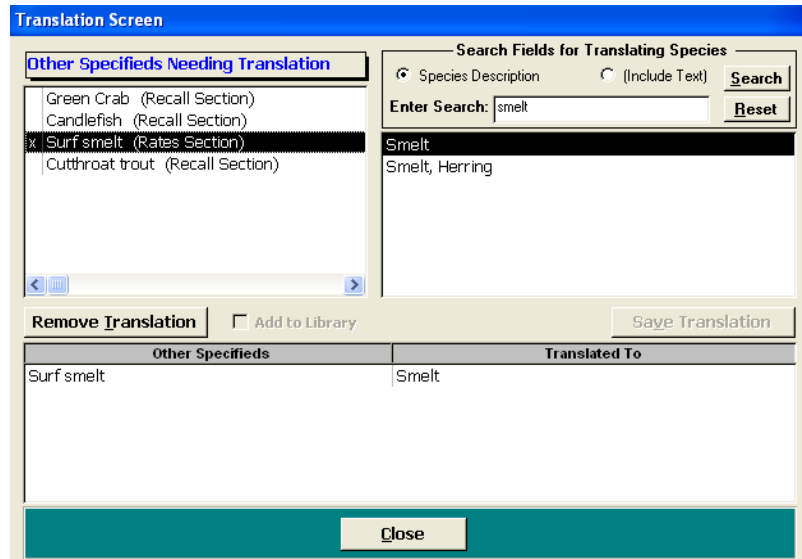 Translation Screen
Other Specifieds Needing Translation
Green Crab (Recall Section)
Candlefish (Recall Section)
x Surf smelt (Rates Section)
Cutthroat trout (Recall Section)
Search Fields for Translating Species
Species Description (Include Text) Search
Enter Search: smelt Reset
Smelt
Smelt, Herring
Remove Translation Add to Library Save Translation
Other Specifieds Translated To
Surf smelt Smelt
Close